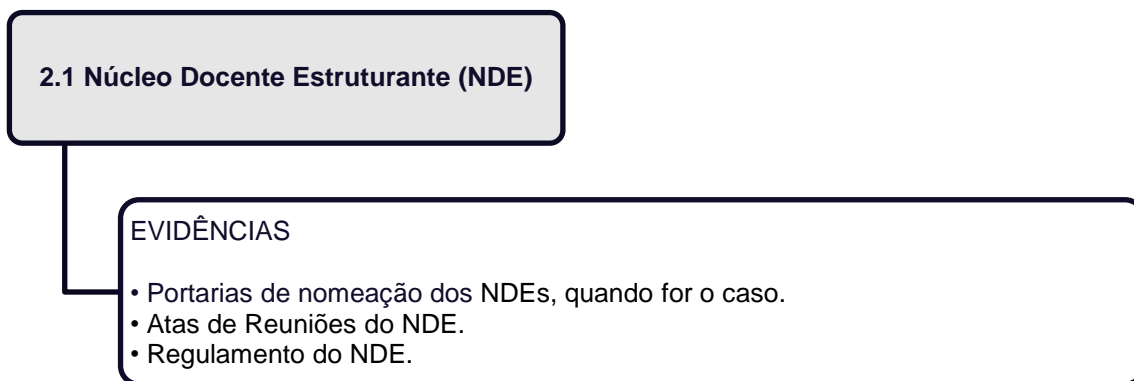 2.1 Núcleo Docente Estruturante (NDE)
EVIDÊNCIAS
• Portarias de nomeação dos NDEs, quando for o caso.
• Atas de Reuniões do NDE.
• Regulamento do NDE.